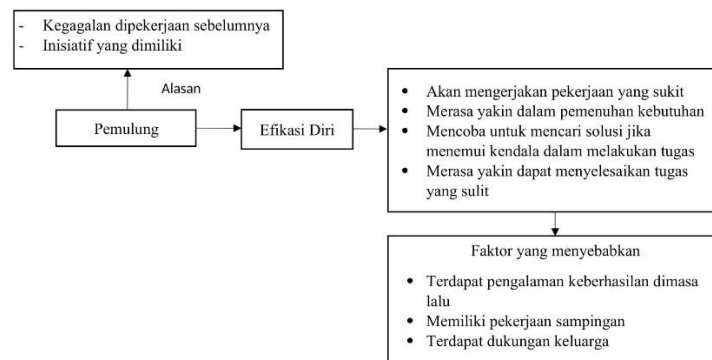 - Kegagalan dipekerjaan sebelumnya
- Inisiatif yang dimiliki
Alasan
Pemulung
Efikasi Diri
• Akan mengerjakan pekerjaan yang sukit
• Merasa yakin dalam pemenuhan kebutuhan
• Mencoba untuk mencari solusi jika
menemui kendala dalam melakukan tugas
• Merasa yakin dapat menyelesaikan tugas
yang sulit
Faktor yang menyebabkan
• Terdapat pengalaman keberhasilan dimasa
lalu
• Memiliki pekerjaan sampingan
• Terdapat dukungan keluarga